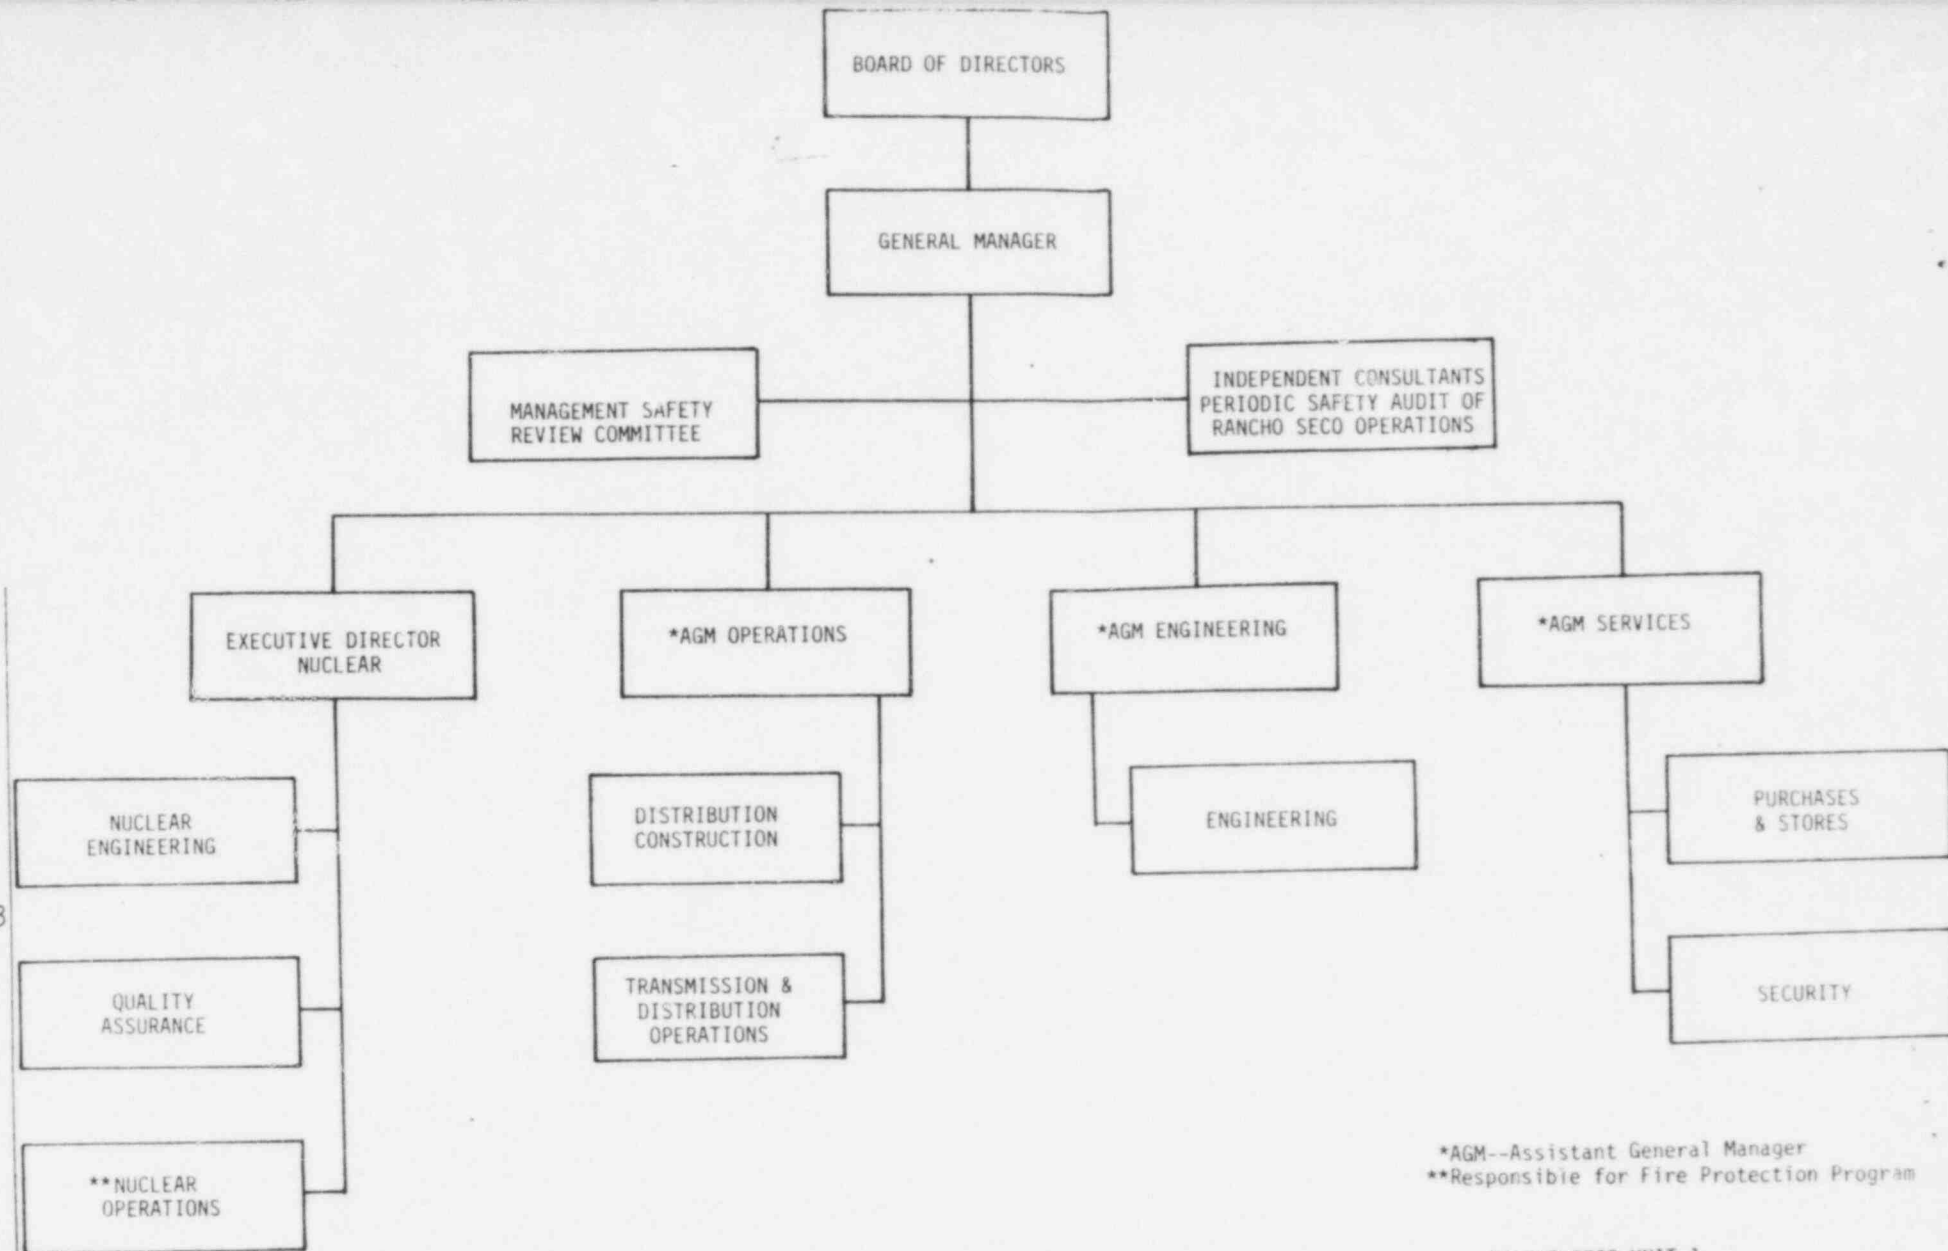 BOARD OF DIRECTORS
GENERAL MANAGER
MANAGEMENT SAFETY
REVIEW COMMITTEE
INDEPENDENT CONSULTANTS
PERIODIC SAFETY AUDIT OF
RANCHO SECO OPERATIONS
EXECUTIVE DIRECTOR
NUCLEAR
*AGM OPERATIONS
*AGM ENGINEERING
*AGM SERVICES
NUCLEAR
ENGINEERING
DISTRIBUTION
CONSTRUCTION
ENGINEERING
PURCHASES
& STORES
QUALITY
ASSURANCE
TRANSMISSION &
DISTRIBUTION
OPERATIONS
SECURITY
**NUCLEAR
OPERATIONS
*AGM--Assistant General Manager
**Responsible for Fire Protection Program